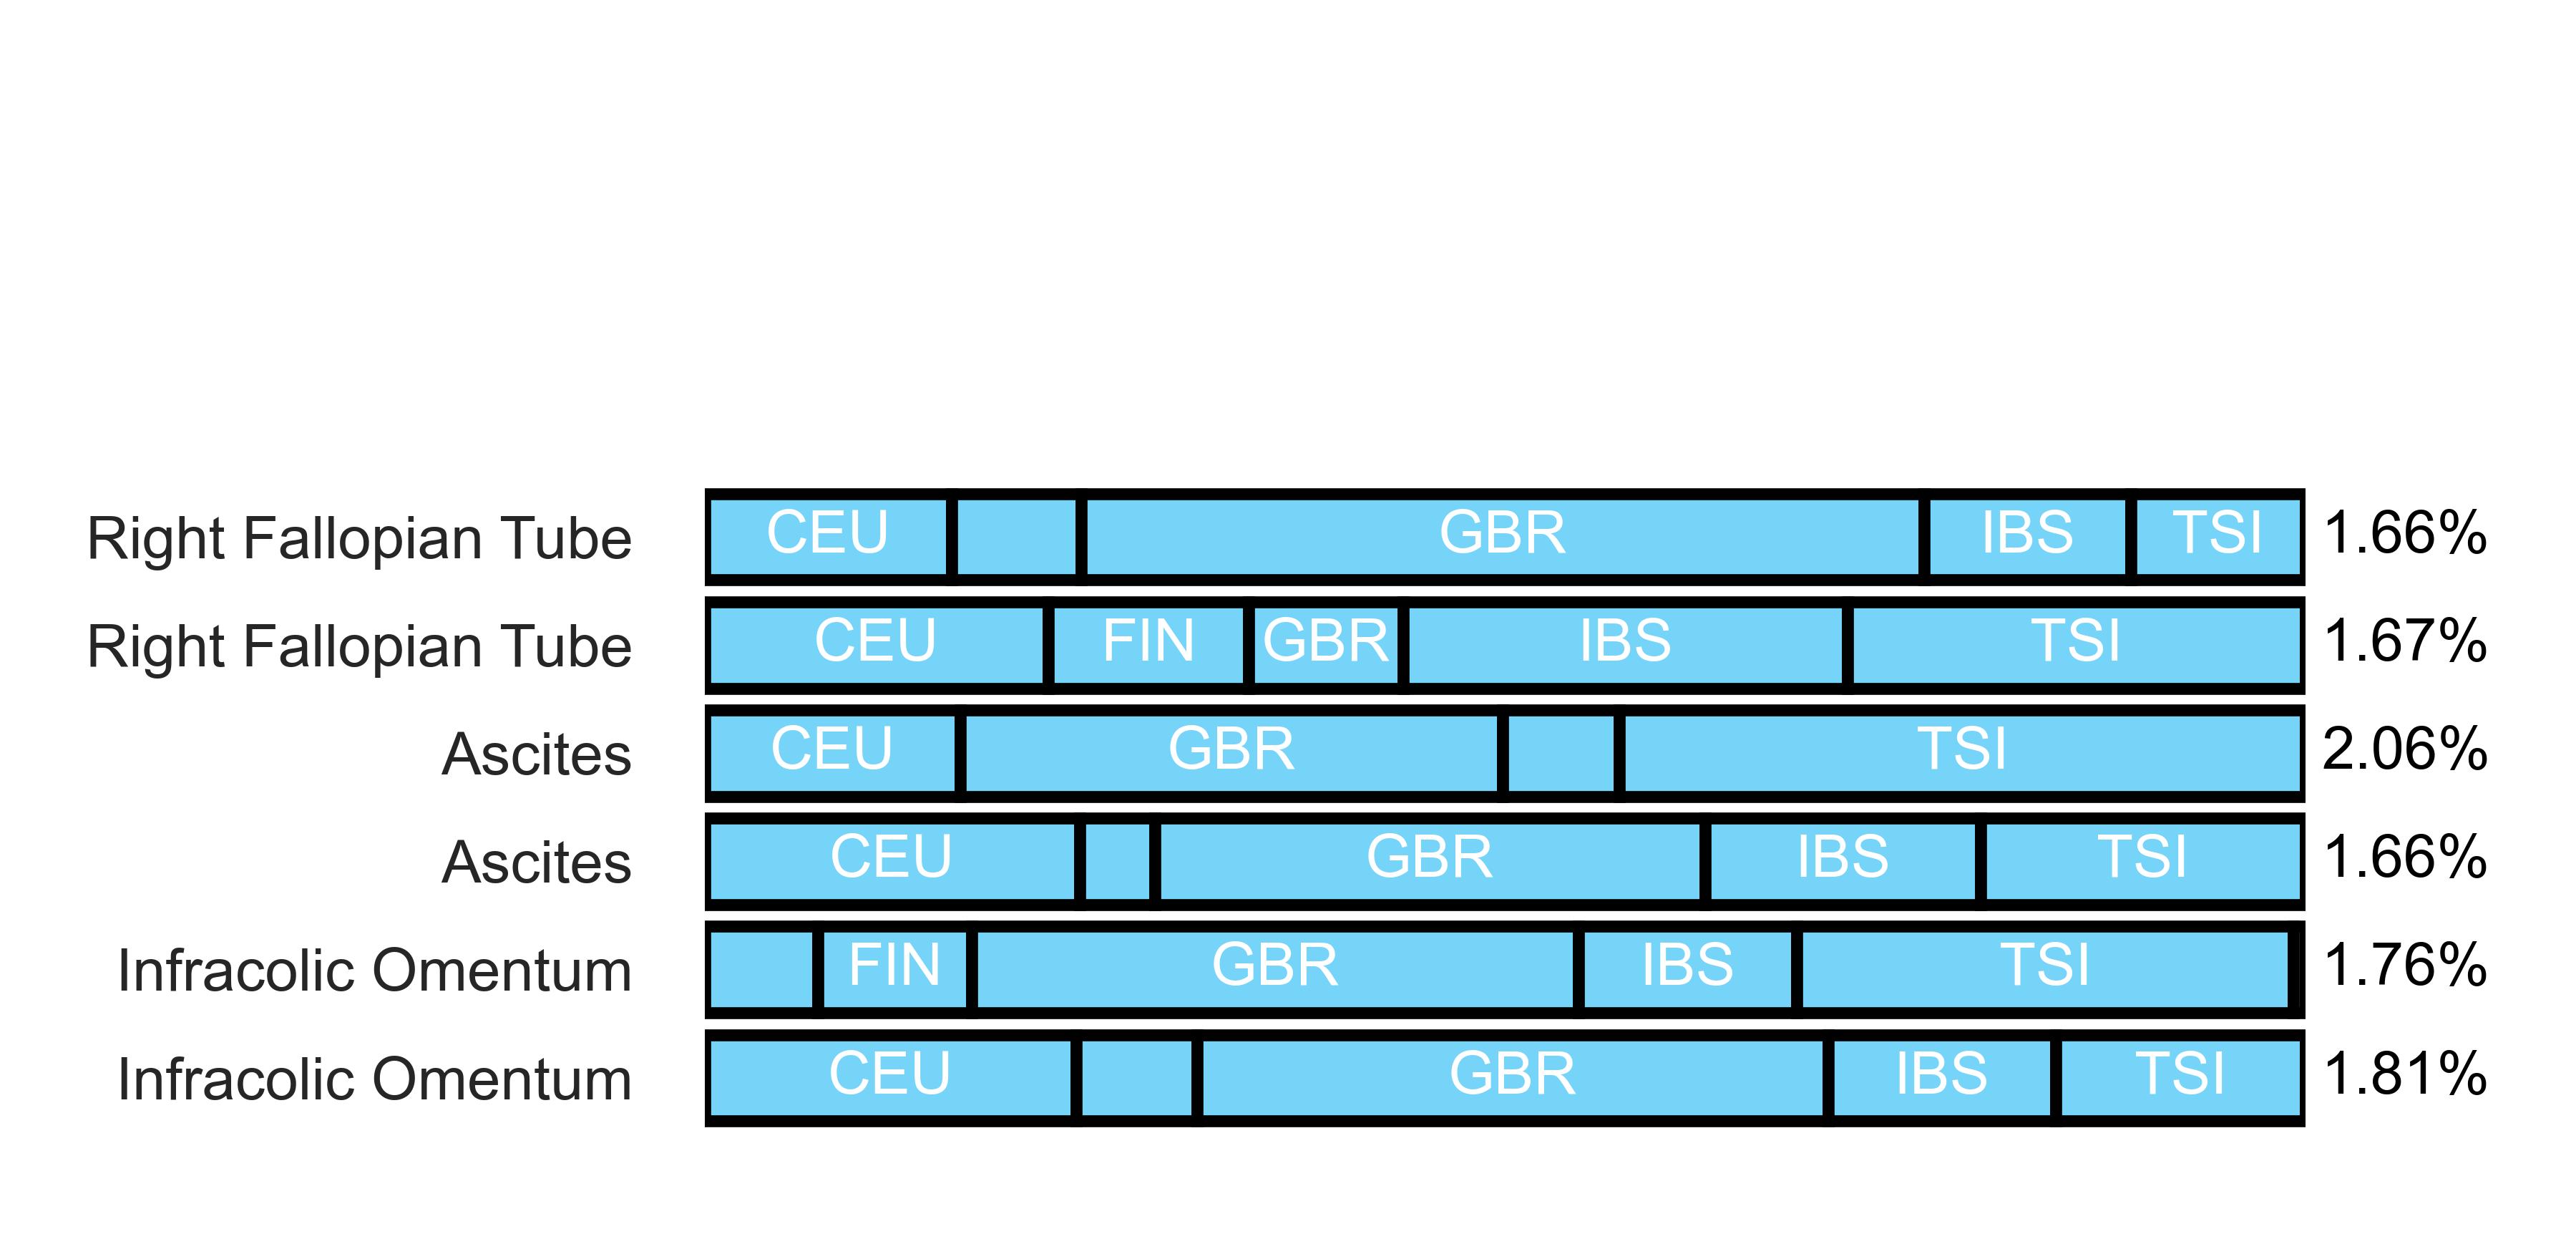 Right Fallopian Tube CEU GBR IBS TSI 1.66%
Right Fallopian Tube CEU FIN GBR IBS TSI 1.67%
Ascites CEU GBR TSI 2.06%
Ascites CEU GBR IBS TSI 1.66%
Infracolic Omentum FIN GBR IBS TSI 1.76%
Infracolic Omentum CEU GBR IBS TSI 1.81%